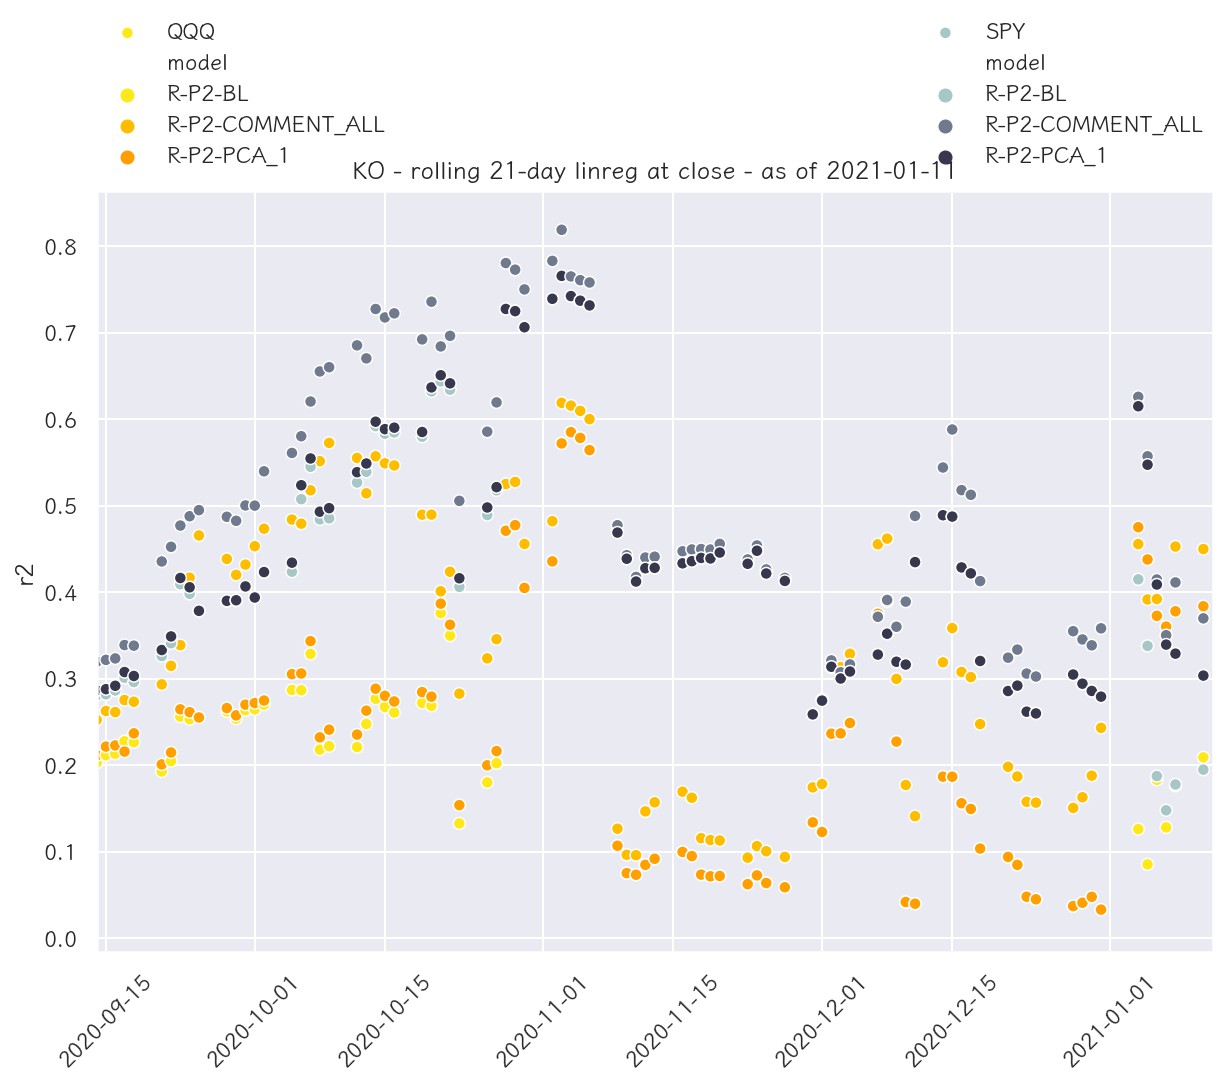 QQQ
model
R-P2-BL
R-P2-COMMENT_ALL
R-P2-PCA_1
SPY
model
R-P2-BL
R-P2-COMMENT_ALL
R-P2-PCA_1
KO - rolling 21-day linreg at close - as of 2021-01-11
r2
0.8
0.7
0.6
0.5
0.4
0.3
0.2
0.1
0.0
2020-09-15
2020-10-01
2020-10-15
2020-11-01
2020-11-15
2020-12-01
2020-12-15
2021-01-01